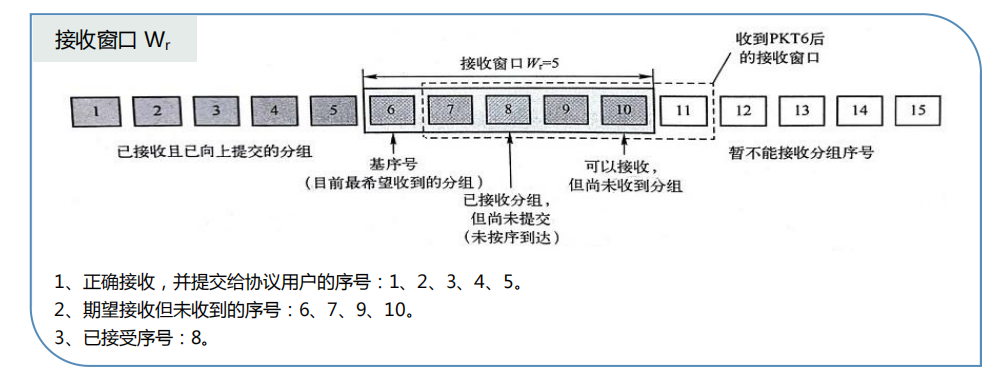 接收窗口 Wr
收到PKT6后
的接收窗口
接收窗口Wr=5
1 2 3 4 5 6 7 8 9 10 11 12 13 14 15
已接收且已向上提交的分组
基序号
(目前最希望收到的分组)
已接收分组,
但尚未提交
(未按序到达)
可以接收,
但尚未收到分组
暂不能接收分组序号
1、正确接收，并提交给协议用户的序号：1、2、3、4、5。
2、期望接收但未收到的序号：6、7、9、10。
3、已接受序号：8。